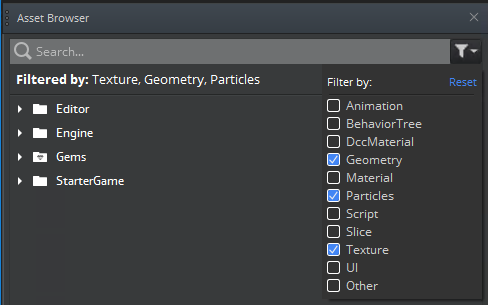 Asset Browser
Search...
Filtered by: Texture, Geometry, Particles
Editor
Engine
Gems
StarterGame
Filter by: Reset
Animation
BehaviorTree
DccMaterial
Geometry
Material
Particles
Script
Slice
Texture
UI
Other